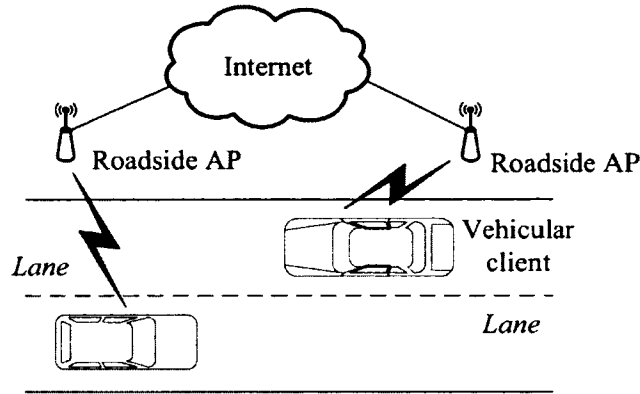 Internet
Roadside AP
Roadside AP
Vehicular
client
Lane
Lane